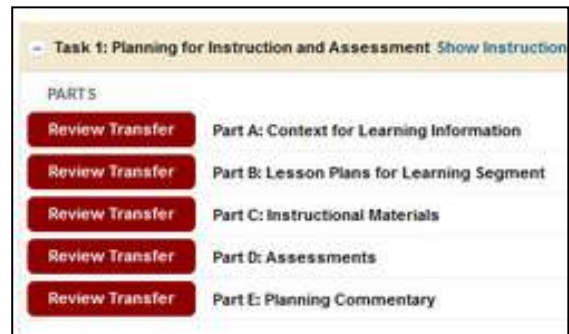 - Task 1: Planning for Instruction and Assessment Show Instruction
PARTS
Review Transfer Part A: Context for Learning Information
Review Transfer Part B: Lesson Plans for Learning Segment
Review Transfer Part C: Instructional Materials
Review Transfer Part D: Assessments
Review Transfer Part E: Planning Commentary